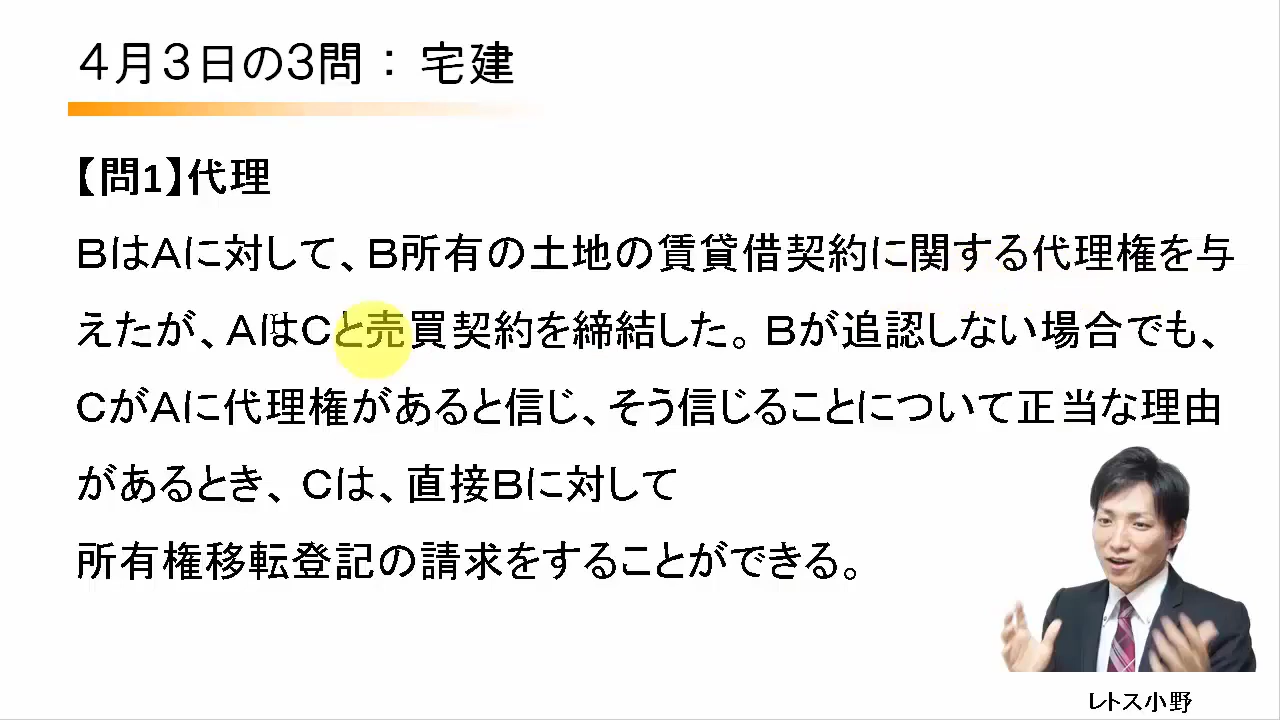 ４月３日の３問：宅建
【問1】代理
ＢはＡに対して、Ｂ所有の土地の賃貸借契約に関する代理権を与
えたが、ＡはＣと売買契約を締結した。Ｂが追認しない場合でも、
ＣがＡに代理権があると信じ、そう信じることについて正当な理由
があるとき、Ｃは、直接Ｂに対して
所有権移転登記の請求をすることができる。
レトス小野